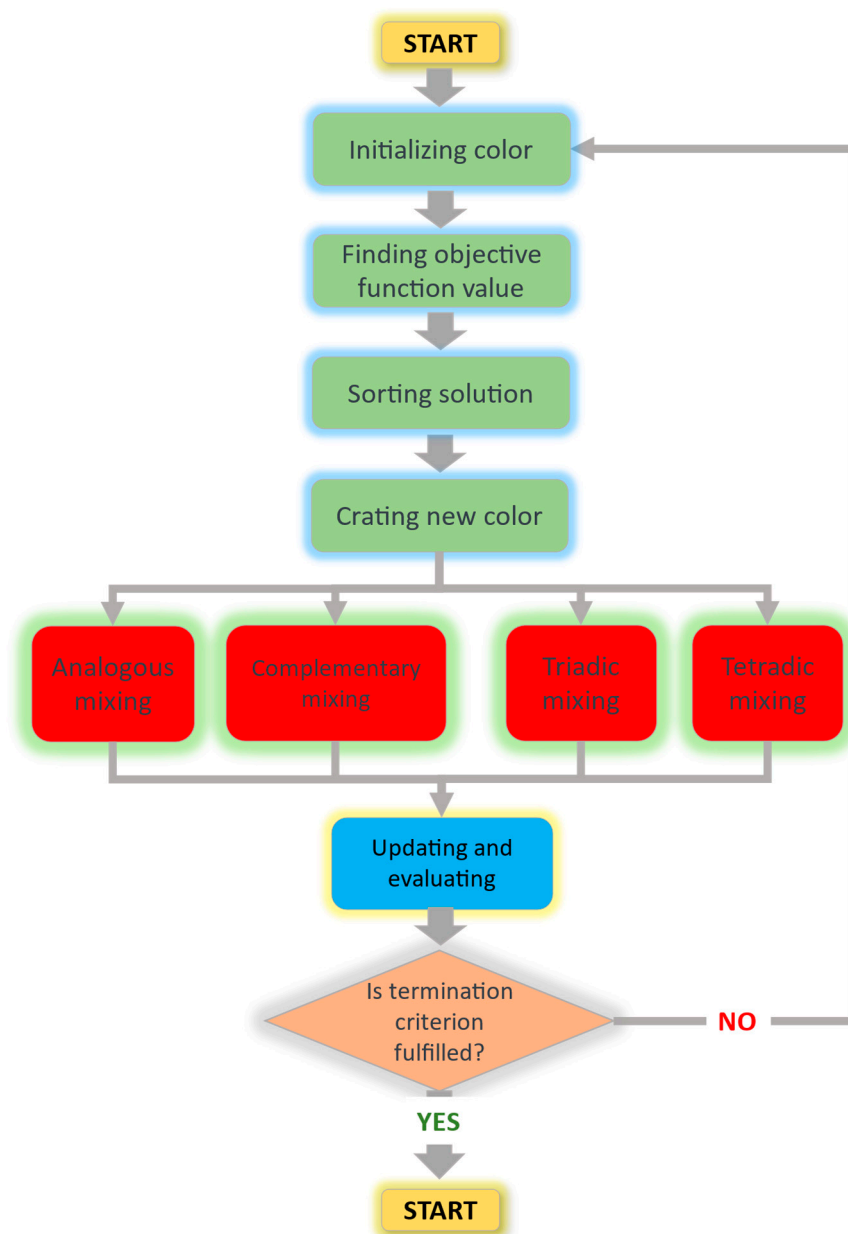 START
Initializing color
Finding objective
function value
Sorting solution
Crating new color
Analogous
mixing
Complementary
mixing
Triadic
mixing
Tetradic
mixing
Updating and
evaluating
Is termination
criterion
fulfilled?
NO
YES
START